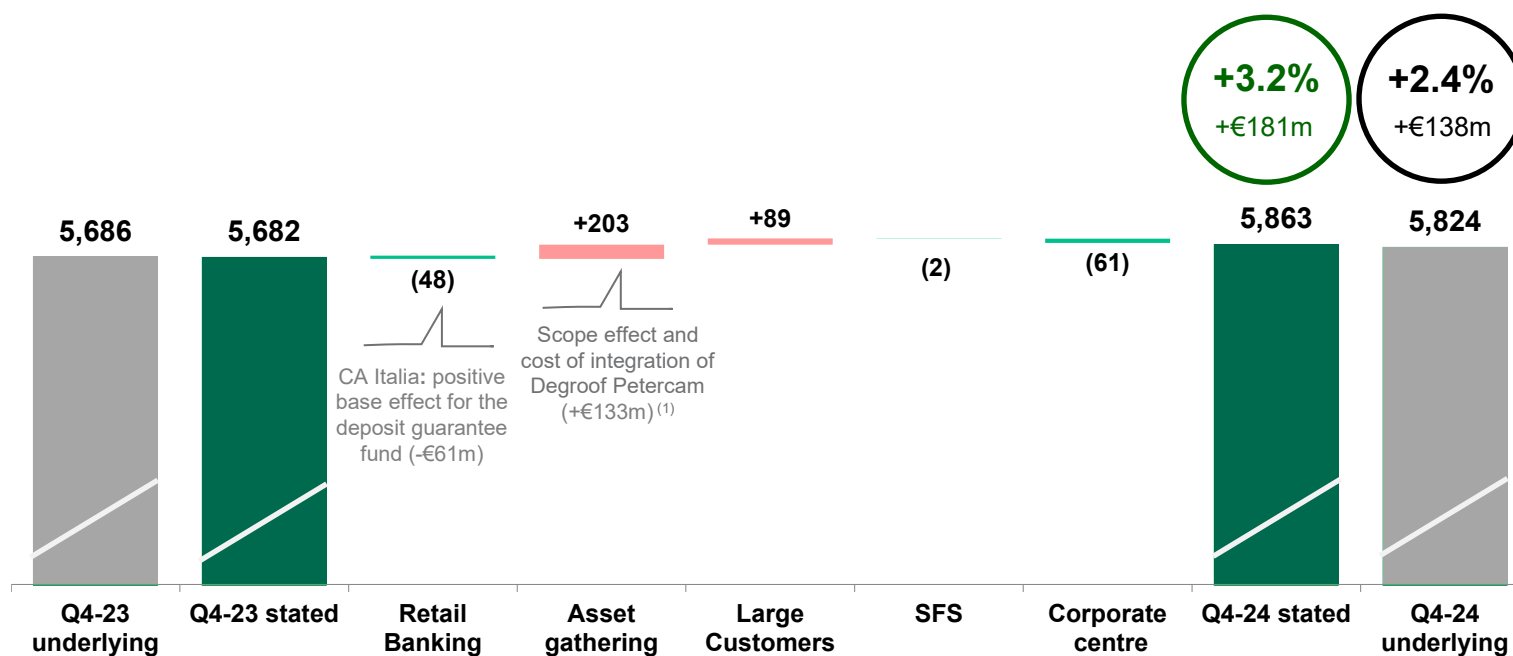 +3.2%
+€181m
+2.4%
+€138m
5,686
5,682
(48)
+203
+89
(2)
(61)
5,863
5,824
CA Italia: positive
base effect for the
deposit guarantee
fund (-€61m)
Scope effect and
cost of integration of
Degroof Petercam
(+€133m) (1)
Q4-23
underlying
Q4-23 stated
Retail
Banking
Asset
gathering
Large
Customers
SFS
Corporate
centre
Q4-24 stated
Q4-24
underlying